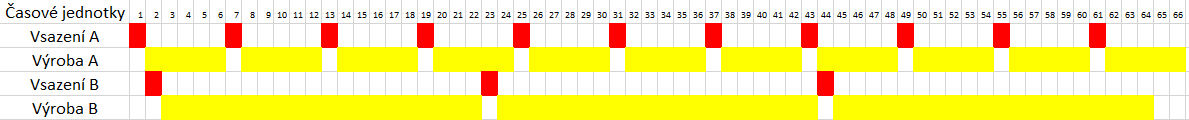 Časové jednotky 1 2 3 4 5 6 7 8 9 10 11 12 13 14 15 16 17 18 19 20 21 22 23 24 25 26 27 28 29 30 31 32 33 34 35 36 37 38 39 40 41 42 43 44 45 46 47 48 49 50 51 52 53 54 55 56 57 58 59 60 61 62 63 64 65 66
Vsazení A
Výroba A
Vsazení B
Výroba B